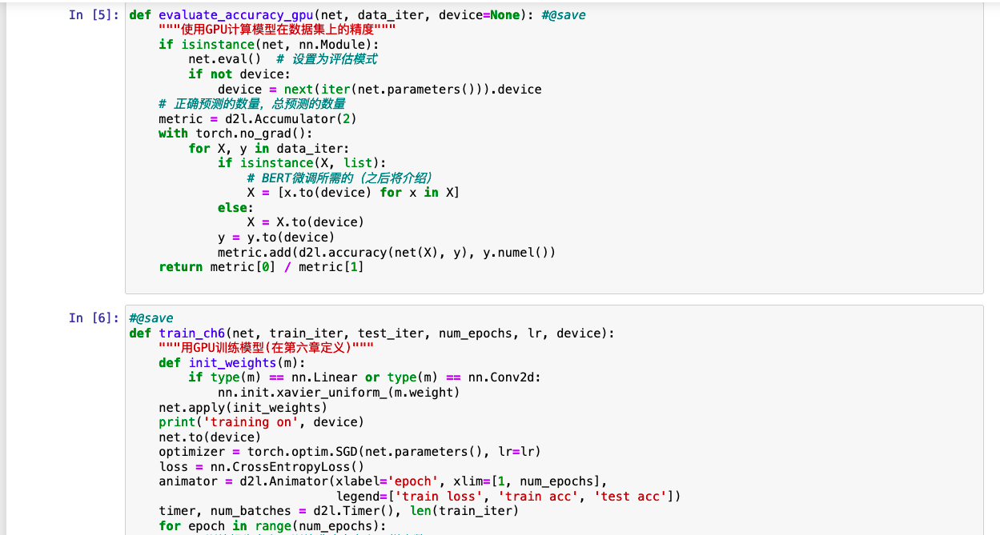 In [5]: def evaluate_accuracy_gpu(net, data_iter, device=None): #@save
    """使用GPU计算模型在数据集上的精度"""
    if isinstance(net, nn.Module):
        net.eval()  # 设置为评估模式
        if not device:
            device = next(iter(net.parameters())).device
    # 正确预测的数量，总预测的数量
    metric = d2l.Accumulator(2)
    with torch.no_grad():
        for X, y in data_iter:
            if isinstance(X, list):
                # BERT微调所需的（之后将介绍）
                X = [x.to(device) for x in X]
            else:
                X = X.to(device)
            y = y.to(device)
            metric.add(d2l.accuracy(net(X), y), y.numel())
    return metric[0] / metric[1]
In [6]: #@save
def train_ch6(net, train_iter, test_iter, num_epochs, lr, device):
    """用GPU训练模型(在第六章定义)"""
    def init_weights(m):
        if type(m) == nn.Linear or type(m) == nn.Conv2d:
            nn.init.xavier_uniform_(m.weight)
    net.apply(init_weights)
    print('training on', device)
    net.to(device)
    optimizer = torch.optim.SGD(net.parameters(), lr=lr)
    loss = nn.CrossEntropyLoss()
    animator = d2l.Animator(xlabel='epoch', xlim=[1, num_epochs],
                            legend=['train loss', 'train acc', 'test acc'])
    timer, num_batches = d2l.Timer(), len(train_iter)
    for epoch in range(num_epochs):